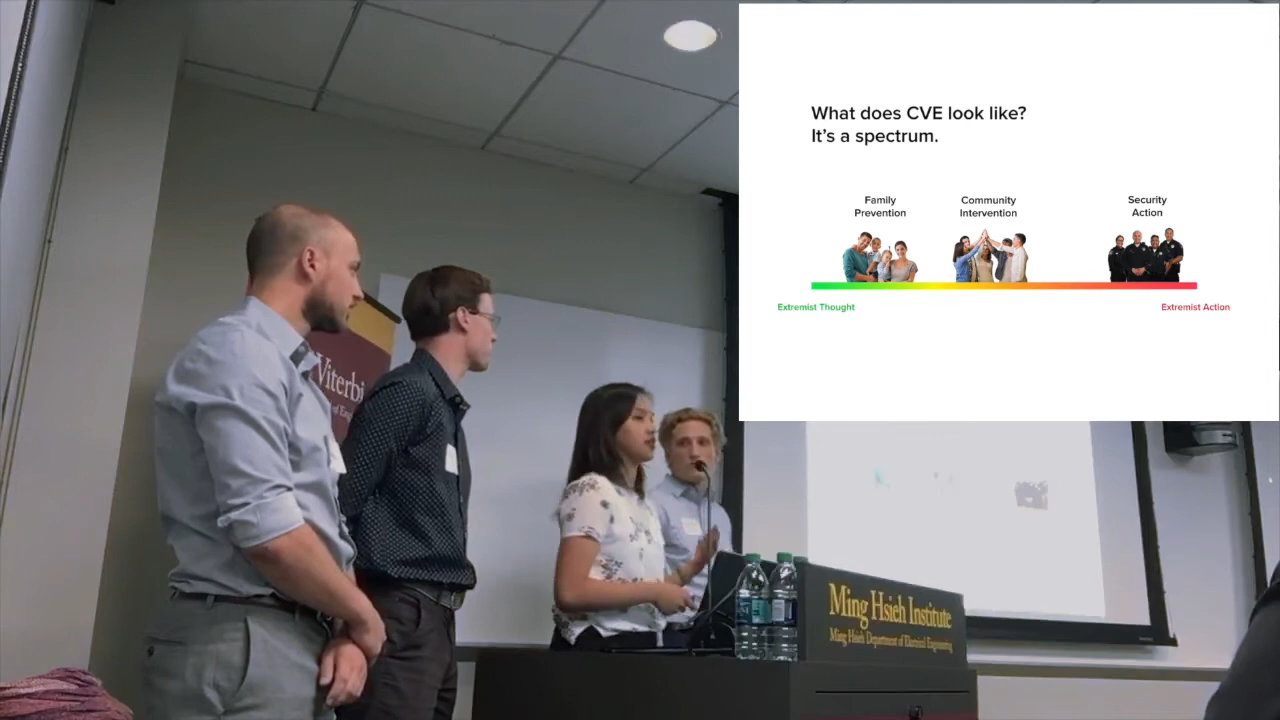 What does CVE look like?
It's a spectrum.
Family
Prevention
Community
Intervention
Security
Action
Extremist Thought
Extremist Action
Viterbi
Ming Hsieh Institute
Ming Hsieh Department of Electrical Engineering